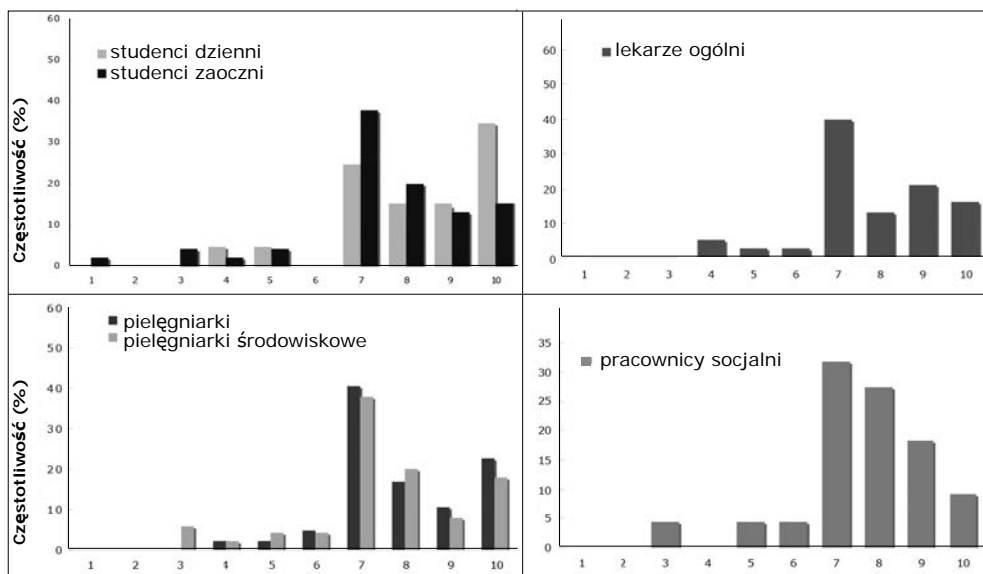 Częstotliwość (%)
60
50
40
30
20
10
0
studenci dzienni
studenci zaoczni
1 2 3 4 5 6 7 8 9 10
60
50
40
30
20
10
0
lekarze ogólni
1 2 3 4 5 6 7 8 9 10
Częstotliwość (%)
60
50
40
30
20
10
0
pielęgniarki
pielęgniarki środowiskowe
1 2 3 4 5 6 7 8 9 10
35
30
25
20
15
10
5
0
pracownicy socjalni
1 2 3 4 5 6 7 8 9 10